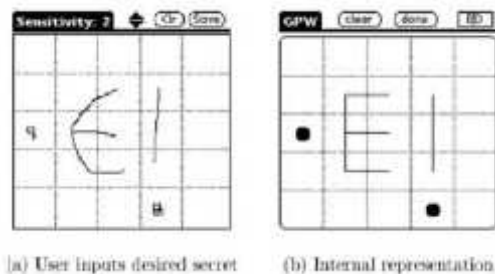 Sensitivity: 2 Clr Save
GPW clear done
(a) User inputs desired secret
(b) Internal representation